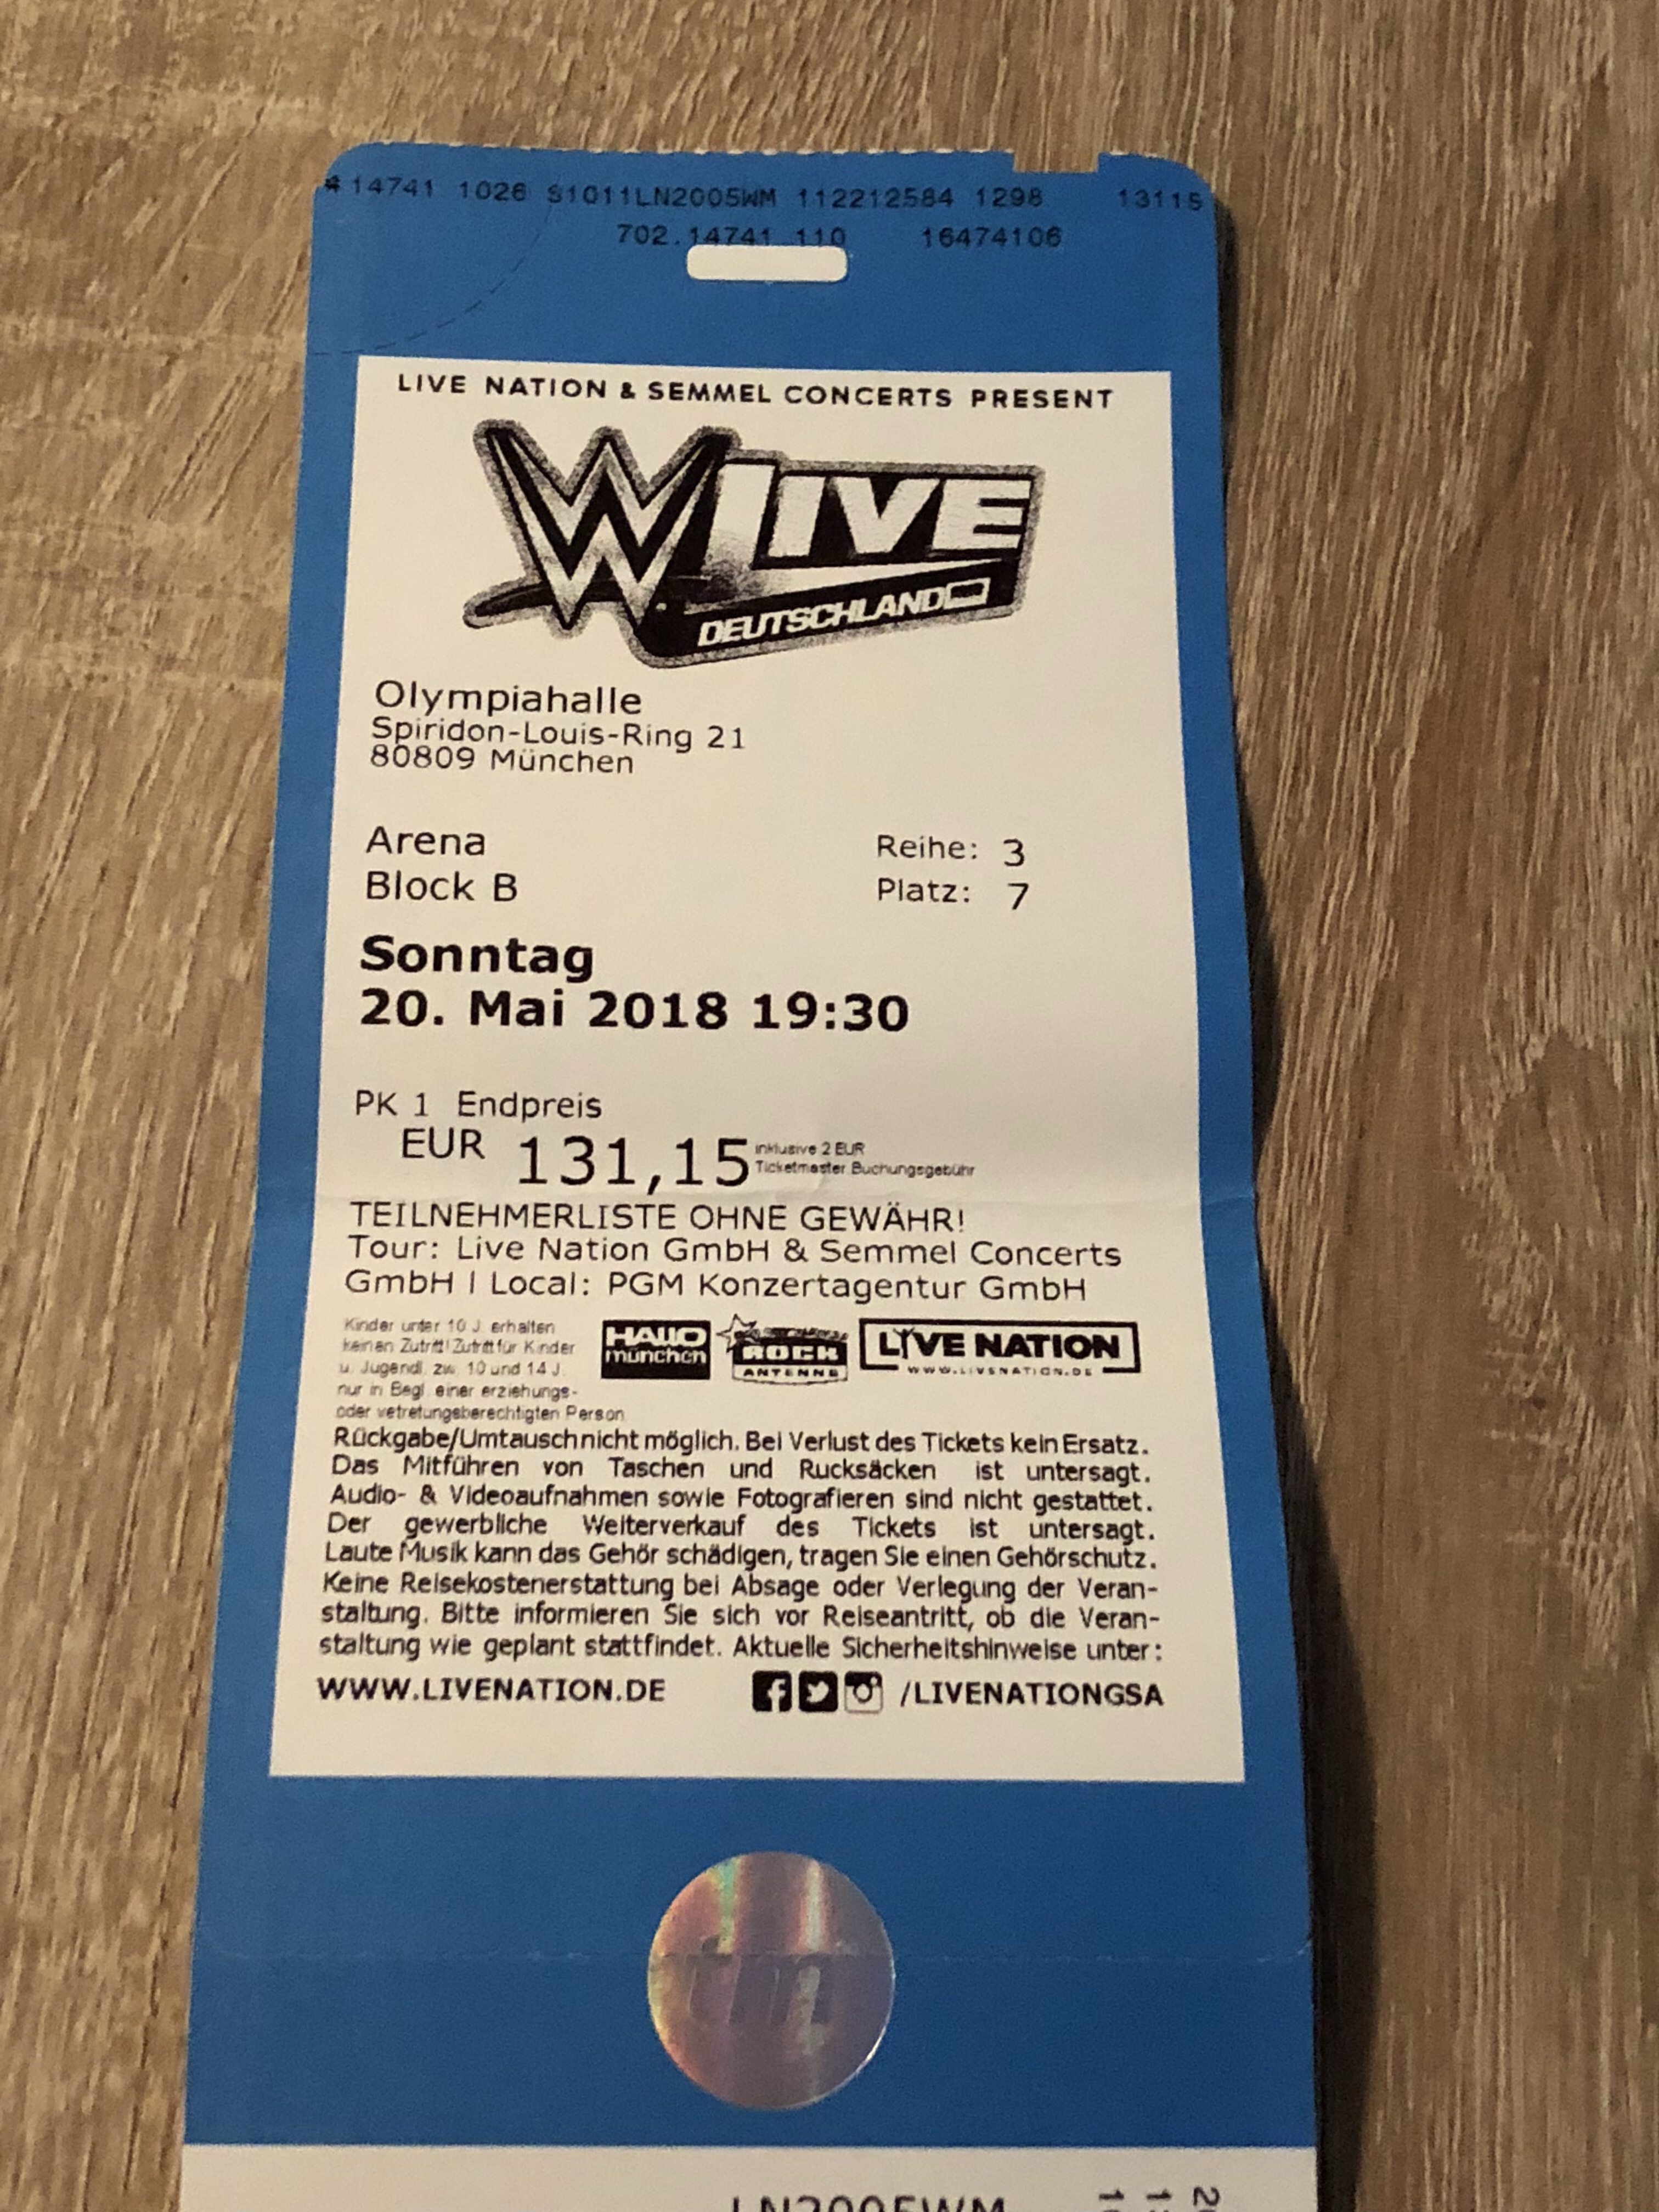 # 14741 1026 S1011LN2005WM 112212584 1298 13115
702.14741 110 16474106
LIVE NATION & SEMMEL CONCERTS PRESENT
W LIVE
DEUTSCHLAND
Olympiahalle
Spiridon-Louis-Ring 21
80809 München
Arena Reihe: 3
Block B Platz: 7
Sonntag
20. Mai 2018 19:30
PK 1 Endpreis
EUR 131,15 inklusive 2 EUR
Ticketmaster Buchungsgebühr
TEILNEHMERLISTE OHNE GEWÄHR!
Tour: Live Nation GmbH & Semmel Concerts
GmbH I Local: PGM Konzertagentur GmbH
Kinder unter 10 J. erhalten
keinen Zutritt! Zutritt für Kinder
u. Jugendl. zw. 10 und 14 J.
nur in Begl. einer erziehungs-
oder vetretungsberechtigten Person
HALLO
münchen
ROCK
ANTENNE
LIVE NATION
WWW.LIVENATION.DE
Rückgabe/Umtausch nicht möglich. Bei Verlust des Tickets kein Ersatz.
Das Mitführen von Taschen und Rucksäcken ist untersagt.
Audio- & Videoaufnahmen sowie Fotografieren sind nicht gestattet.
Der gewerbliche Weiterverkauf des Tickets ist untersagt.
Laute Musik kann das Gehör schädigen, tragen Sie einen Gehörschutz.
Keine Reisekostenerstattung bei Absage oder Verlegung der Veran-
staltung. Bitte informieren Sie sich vor Reiseantritt, ob die Veran-
staltung wie geplant stattfindet. Aktuelle Sicherheitshinweise unter:
WWW.LIVENATION.DE /LIVENATIONGSA
tm
LN2005WM